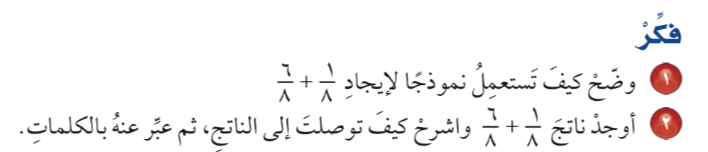 فكِّرْ
١ وضّحْ كيفَ تَستعمِلُ نموذجًا لإيجادِ ١/٨ + ٦/٨
٢ أوجدْ ناتجَ ١/٨ + ٦/٨ واشرحْ كيفَ توصلتَ إلى الناتجِ، ثم عبِّر عنهُ بالكلماتِ.